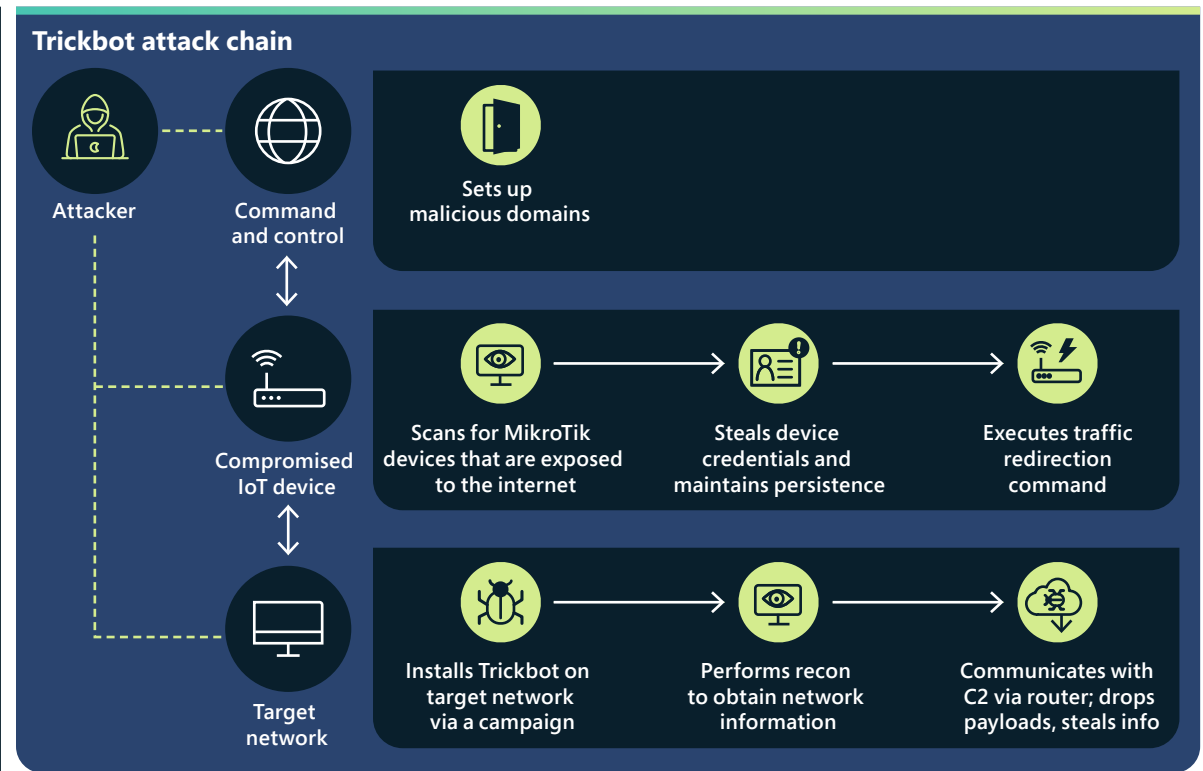 Trickbot attack chain
Attacker
Command
and control
Sets up
malicious domains
Compromised
IoT device
Scans for MikroTik
devices that are exposed
to the internet
Steals device
credentials and
maintains persistence
Executes traffic
redirection
command
Target
network
Installs Trickbot on
target network
via a campaign
Performs recon
to obtain network
information
Communicates with
C2 via router; drops
payloads, steals info